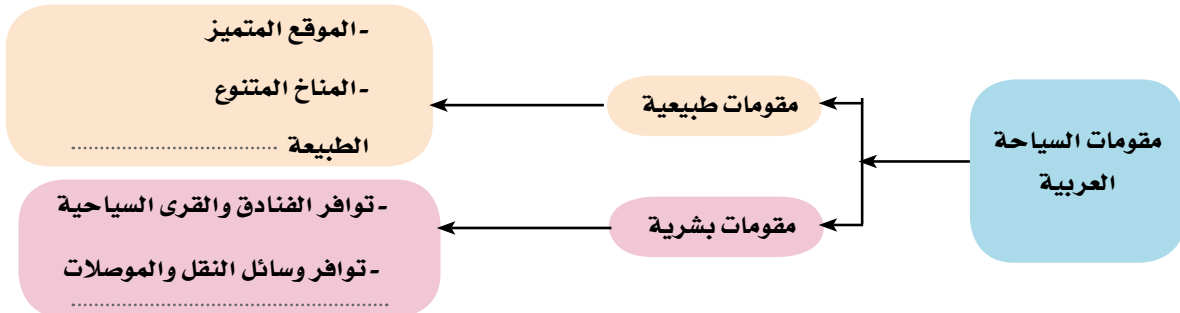 مقومات السياحة
العربية
مقومات طبيعية
-الموقع المتميز
-المناخ المتنوع
الطبيعة ..................................
مقومات بشرية
-توافر الفنادق والقرى السياحية
-توافر وسائل النقل والموصلات
.....................................................